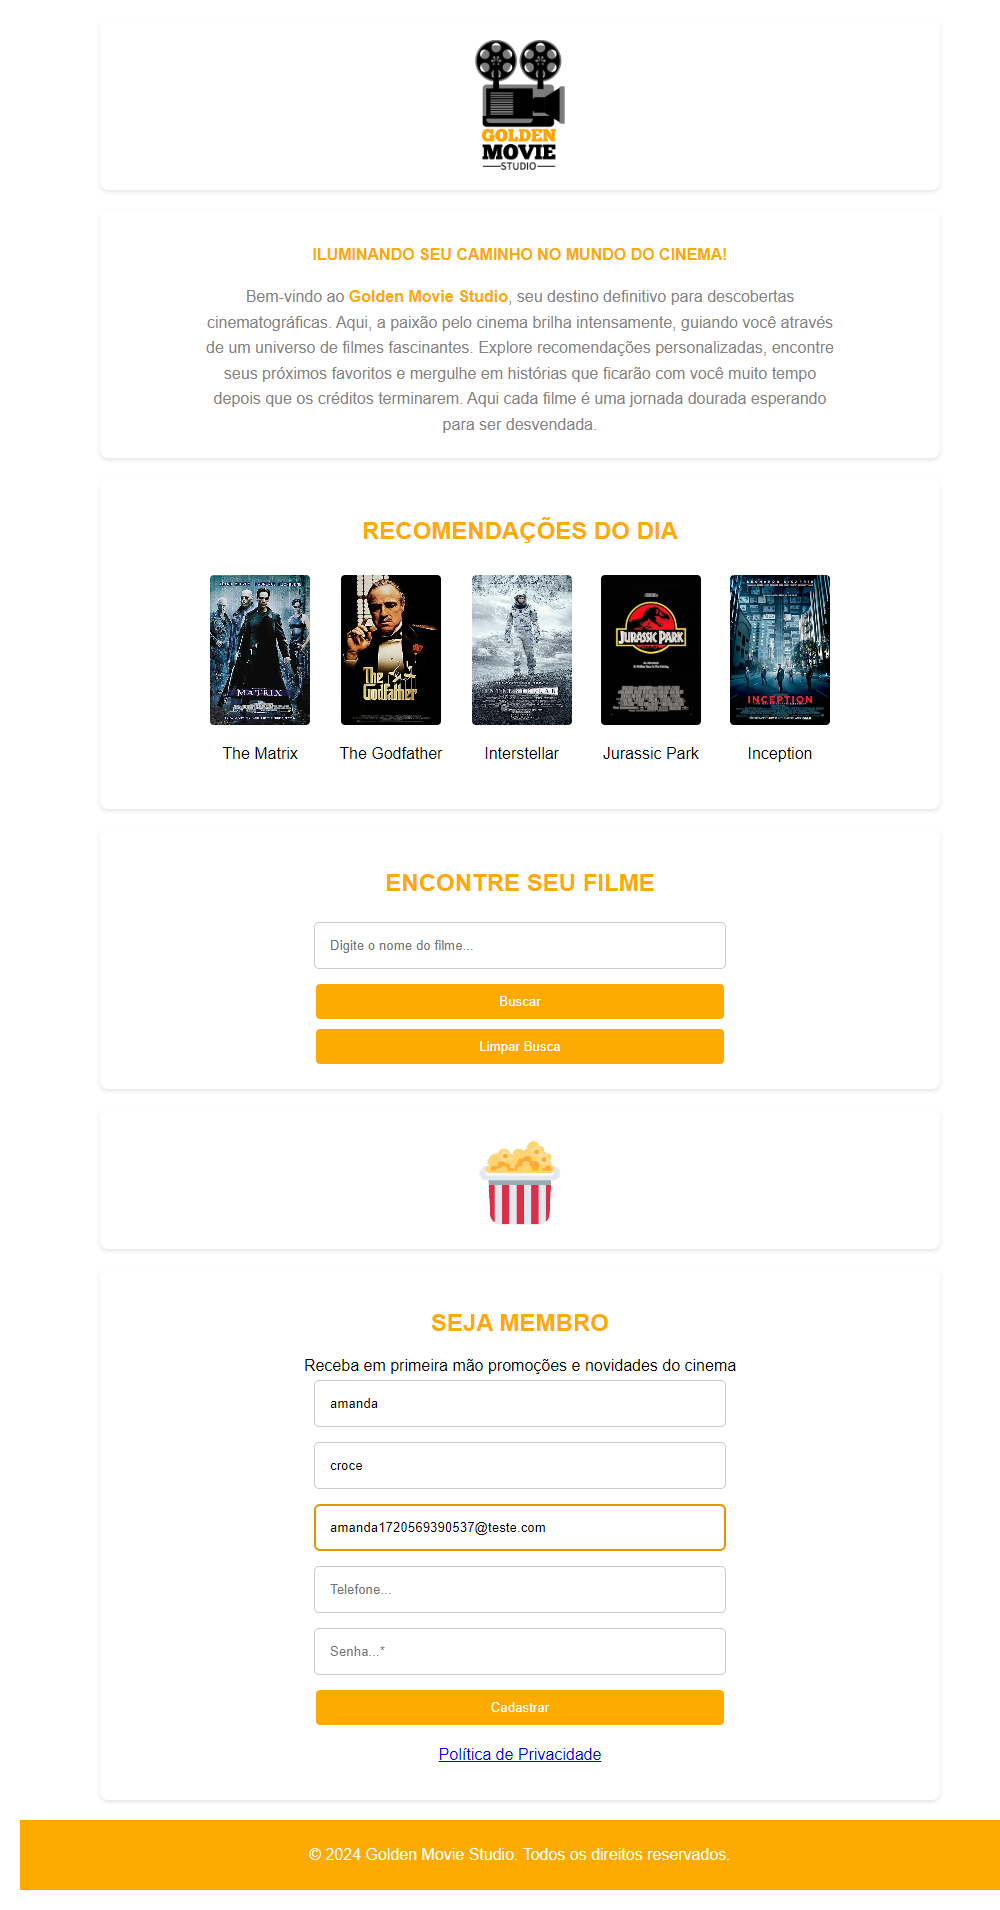 GOLDEN
MOVIE
STUDIO
ILUMINANDO SEU CAMINHO NO MUNDO DO CINEMA!
Bem-vindo ao Golden Movie Studio, seu destino definitivo para descobertas
cinematográficas. Aqui, a paixão pelo cinema brilha intensamente, guiando você através
de um universo de filmes fascinantes. Explore recomendações personalizadas, encontre
seus próximos favoritos e mergulhe em histórias que ficarão com você muito tempo
depois que os créditos terminarem. Aqui cada filme é uma jornada dourada esperando
para ser desvendada.
RECOMENDAÇÕES DO DIA
MATRIX
The
Godfather
JURASSIC PARK
INCEPTION
The Matrix
The Godfather
Interstellar
Jurassic Park
Inception
ENCONTRE SEU FILME
Digite o nome do filme...
Buscar
Limpar Busca
SEJA MEMBRO
Receba em primeira mão promoções e novidades do cinema
amanda
croce
amanda1720569390537@teste.com
Telefone...
Senha...*
Cadastrar
Política de Privacidade
© 2024 Golden Movie Studio. Todos os direitos reservados.